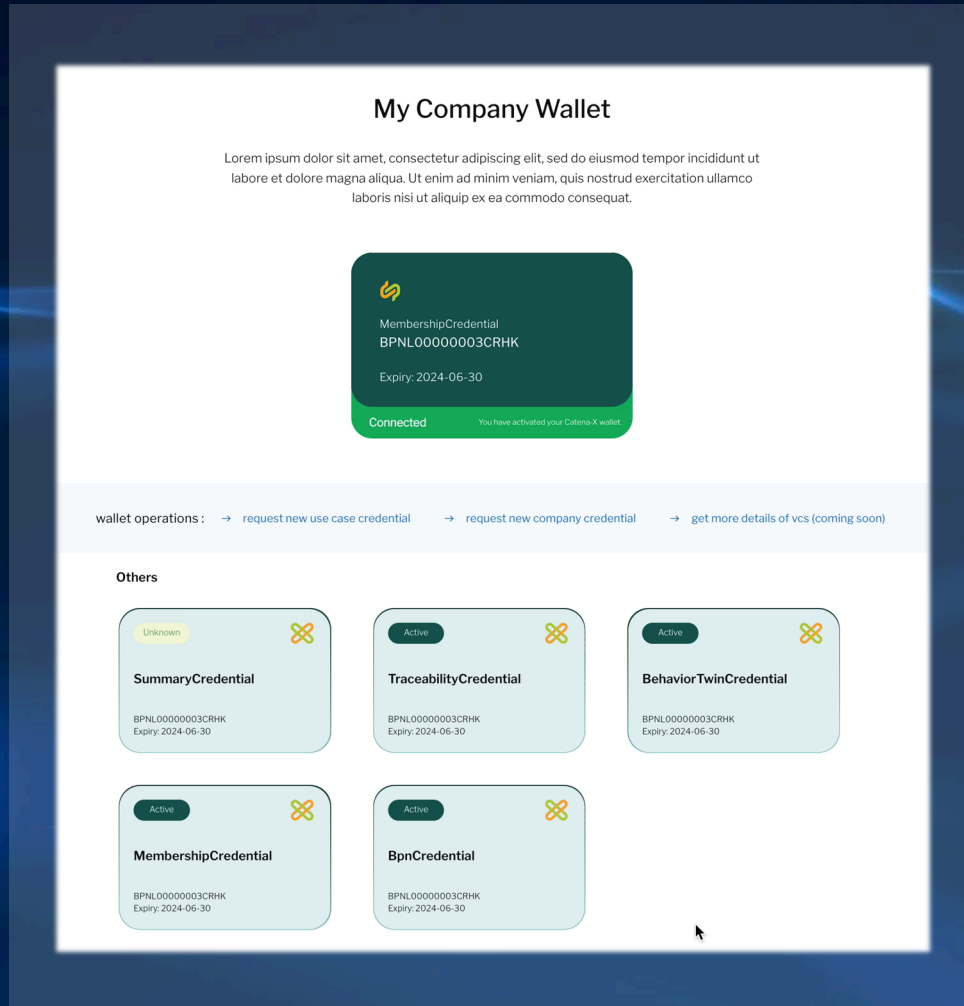 My Company Wallet
Lorem ipsum dolor sit amet, consectetur adipiscing elit, sed do eiusmod tempor incididunt ut
labore et dolore magna aliqua. Ut enim ad minim veniam, quis nostrud exercitation ullamco
laboris nisi ut aliquip ex ea commodo consequat.
MembershipCredential
BPNL00000003CRHK
Expiry: 2024-06-30
Connected
You have activated your Catena-X wallet.
wallet operations : → request new use case credential → request new company credential → get more details of vcs (coming soon)
Others
Unknown
SummaryCredential
BPNL00000003CRHK
Expiry: 2024-06-30
Active
TraceabilityCredential
BPNL00000003CRHK
Expiry: 2024-06-30
Active
BehaviorTwinCredential
BPNL00000003CRHK
Expiry: 2024-06-30
Active
MembershipCredential
BPNL00000003CRHK
Expiry: 2024-06-30
Active
BpnCredential
BPNL00000003CRHK
Expiry: 2024-06-30